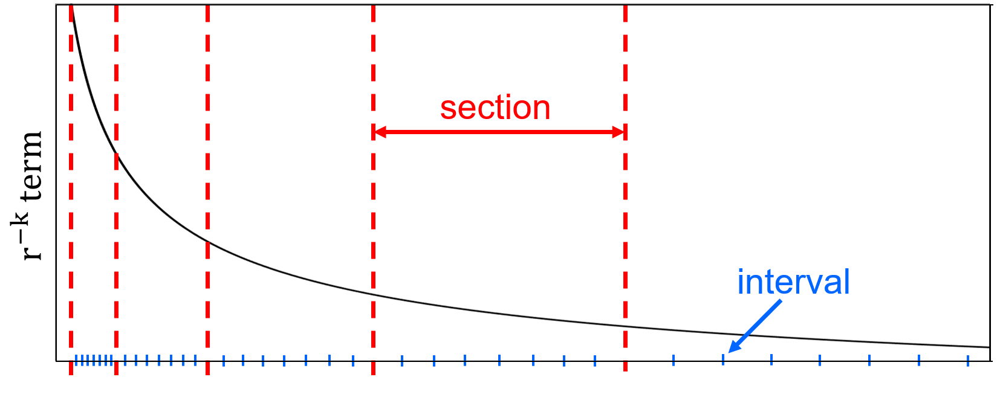 section
interval
r⁻ᵏ term